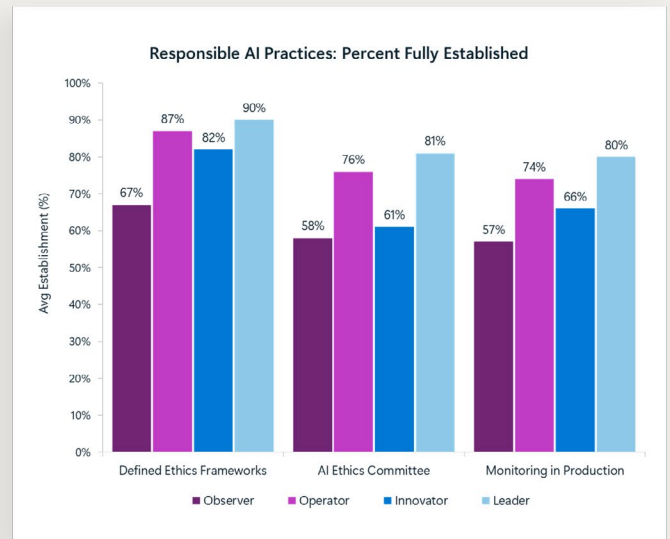 Responsible AI Practices: Percent Fully Established
Avg Establishment (%)
100%
90%
80%
70%
60%
50%
40%
30%
20%
10%
0%
67%
87%
82%
90%
58%
76%
61%
81%
57%
74%
66%
80%
Defined Ethics Frameworks
AI Ethics Committee
Monitoring in Production
Observer
Operator
Innovator
Leader